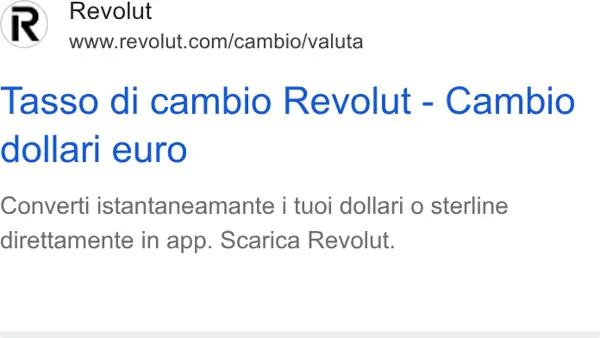 Revolut
www.revolut.com/cambio/valuta
Tasso di cambio Revolut - Cambio
dollari euro
Converti istantaneamante i tuoi dollari o sterline
direttamente in app. Scarica Revolut.